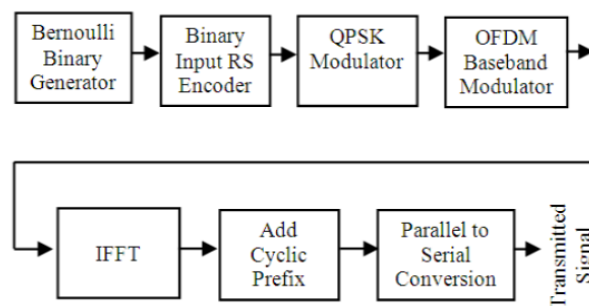 Bernoulli
Binary
Generator
Binary
Input RS
Encoder
QPSK
Modulator
OFDM
Baseband
Modulator
IFFT
Add
Cyclic
Prefix
Parallel to
Serial
Conversion
Transmitted
Signal